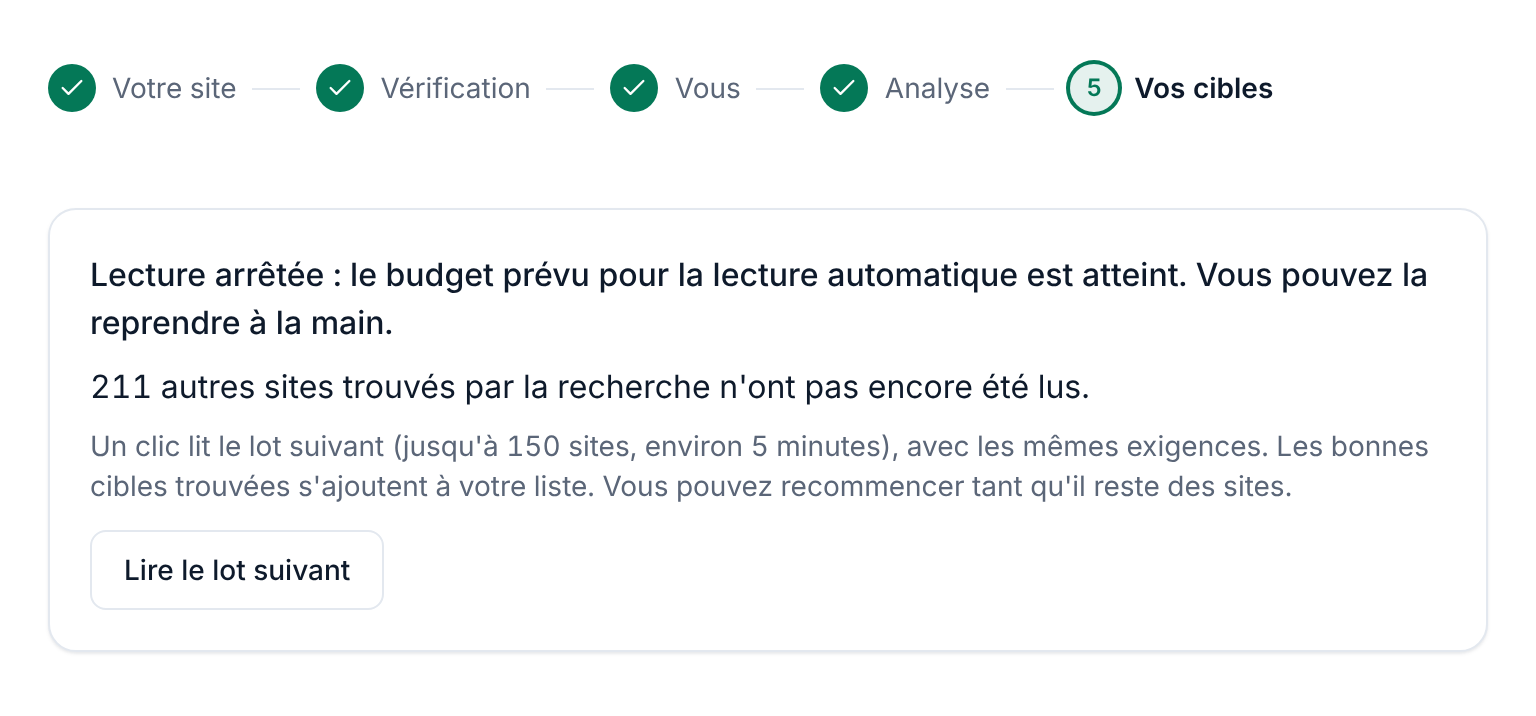 Votre site
Vérification
Vous
Analyse
5
Vos cibles
Lecture arrêtée : le budget prévu pour la lecture automatique est atteint. Vous pouvez la
reprendre à la main.
211 autres sites trouvés par la recherche n'ont pas encore été lus.
Un clic lit le lot suivant (jusqu'à 150 sites, environ 5 minutes), avec les mêmes exigences. Les bonnes
cibles trouvées s'ajoutent à votre liste. Vous pouvez recommencer tant qu'il reste des sites.
Lire le lot suivant